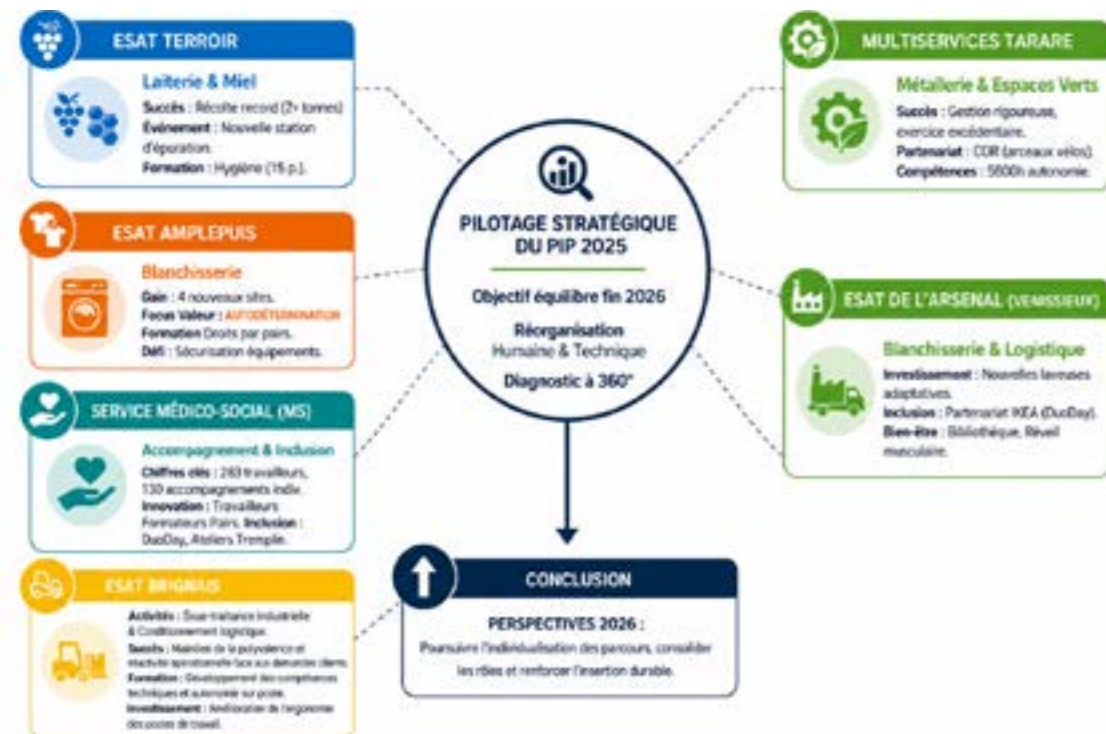 ESAT TERROIR
Laiterie & Miel
Succès : Récolte record (2+ tonnes)
Événement : Nouvelle station
d'épuration.
Formation : Hygiène (15 p.).
ESAT AMPLEPUIS
Blanchisserie
Gain : 4 nouveaux sites.
Focus Valeur : AUTODÉTERMINATION
Formation Droits par pairs.
Défi : Sécurisation équipements.
SERVICE MÉDICO-SOCIAL (MS)
Accompagnement & Inclusion
Chiffres clés : travailleurs,
accompagnements indiv.
Innovation : Travailleurs
Formateurs Pairs. Inclusion :
DuoDay, Ateliers Tremplin.
ESAT BRIGNAIS
Activités : Sous-traitance industrielle
& Conditionnement logistique.
Succès : Maintien de la polyvalence et
réactivité opérationnelle face aux demandes clients.
Formation : Développement des compétences
techniques et autonomie sur poste.
Investissement : Amélioration de l'ergonomie
des postes de travail.
PILOTAGE STRATÉGIQUE
DU PIP 2025
Objectif équilibre fin 2026
Réorganisation
Humaine & Technique
Diagnostic à 360°
CONCLUSION
PERSPECTIVES 2026 :
Poursuivre l'individualisation des parcours, consolider
les rôles et renforcer l'insertion durable.
MULTISERVICES TARARE
Métallerie & Espaces Verts
Succès : Gestion rigoureuse,
exercice excédentaire.
Partenariat : COR (arceaux vélos).
Compétences : autonomie.
ESAT DE L'ARSENAL (VENISSIEUX)
Blanchisserie & Logistique
Investissement : Nouvelles laveuses
adaptatives.
Inclusion : Partenariat IKEA (DuoDay).
Bien-être : Bibliothèque, Réveil
musculaire.